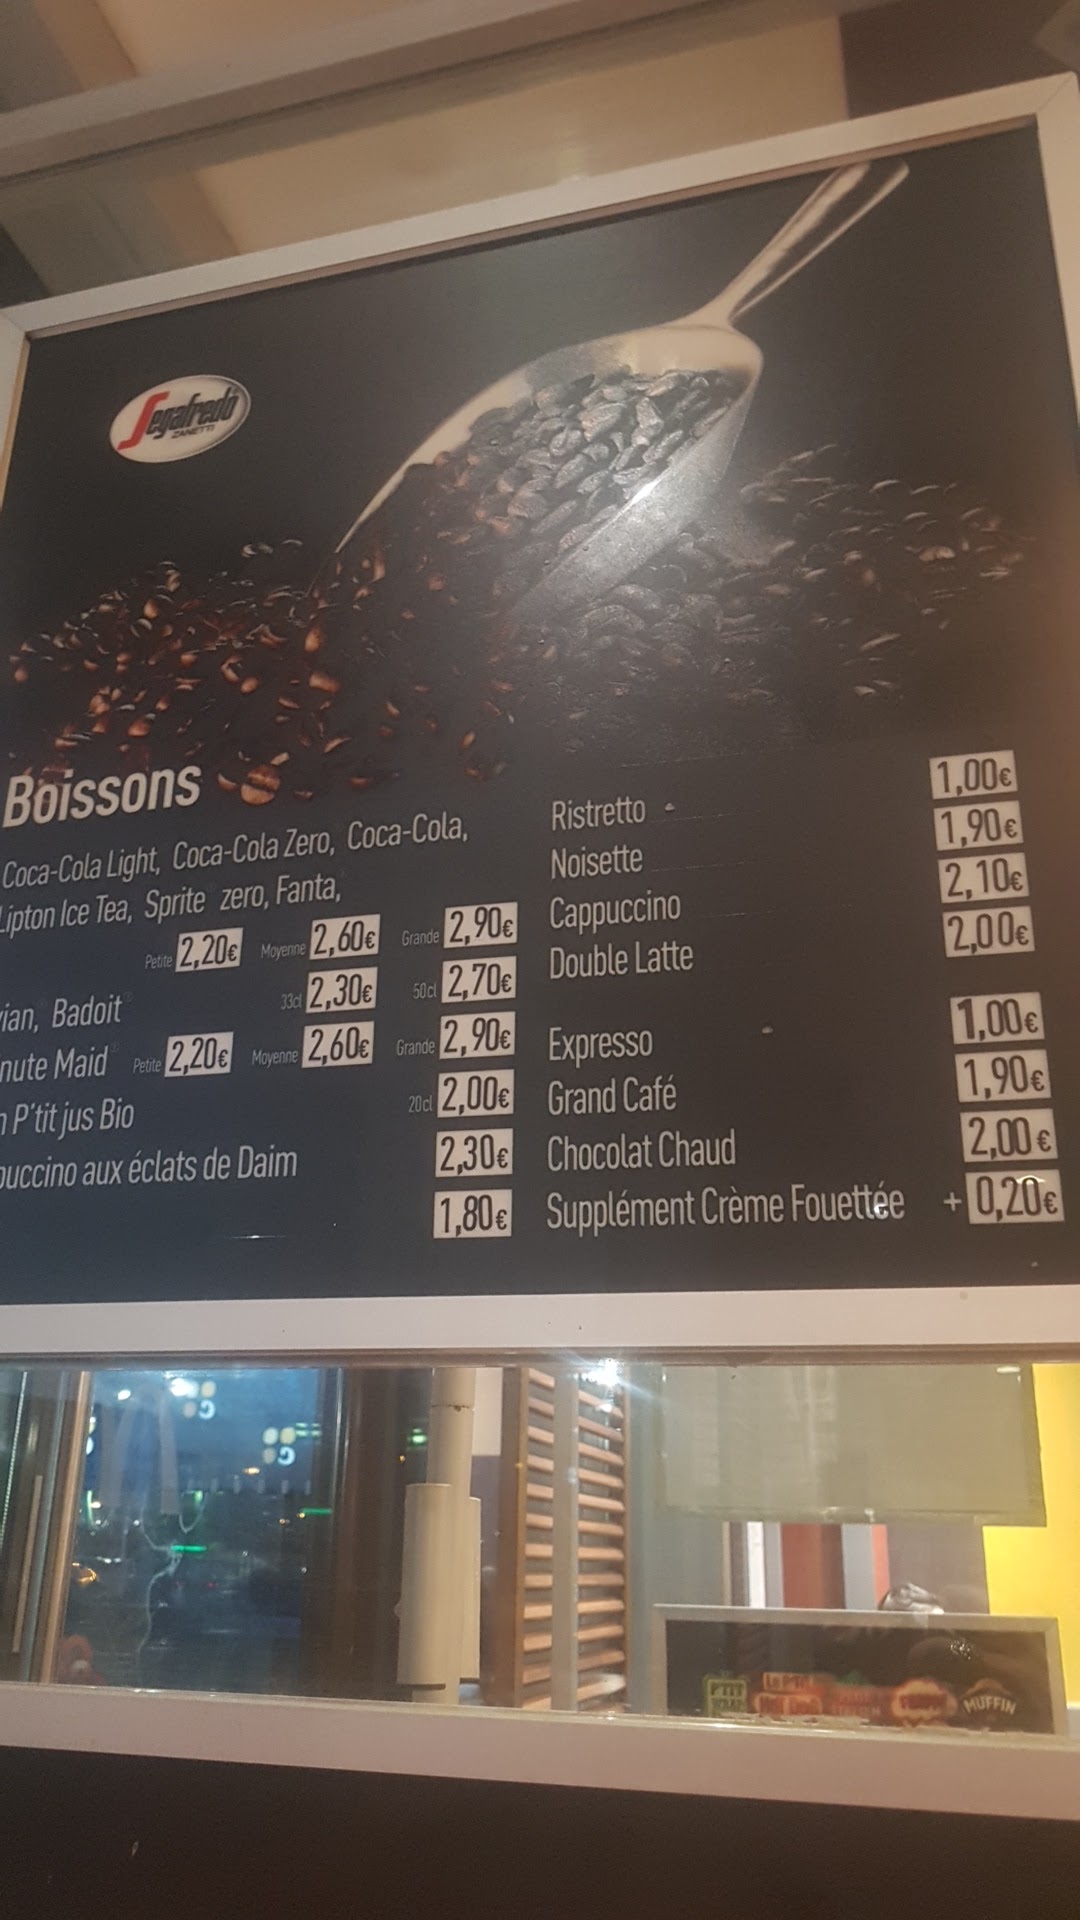 Segafredo
ZANETTI
Boissons
Coca-Cola Light, Coca-Cola Zero, Coca-Cola,
Lipton Ice Tea, Sprite zero, Fanta,
Petite 2,20€ Moyenne 2,60€ Grande 2,90€
vian, Badoit 33cl 2,30€ 50cl 2,70€
nute Maid Petite 2,20€ Moyenne 2,60€ Grande 2,90€
n P'tit jus Bio 20cl 2,00€
puccino aux éclats de Daim 2,30€
1,80€
Ristretto 1,00€
Noisette 1,90€
Cappuccino 2,10€
Double Latte 2,00€
Expresso 1,00€
Grand Café 1,90€
Chocolat Chaud 2,00€
Supplément Crème Fouettée + 0,20€
P'TIT
Le P'TIT
MUFFIN